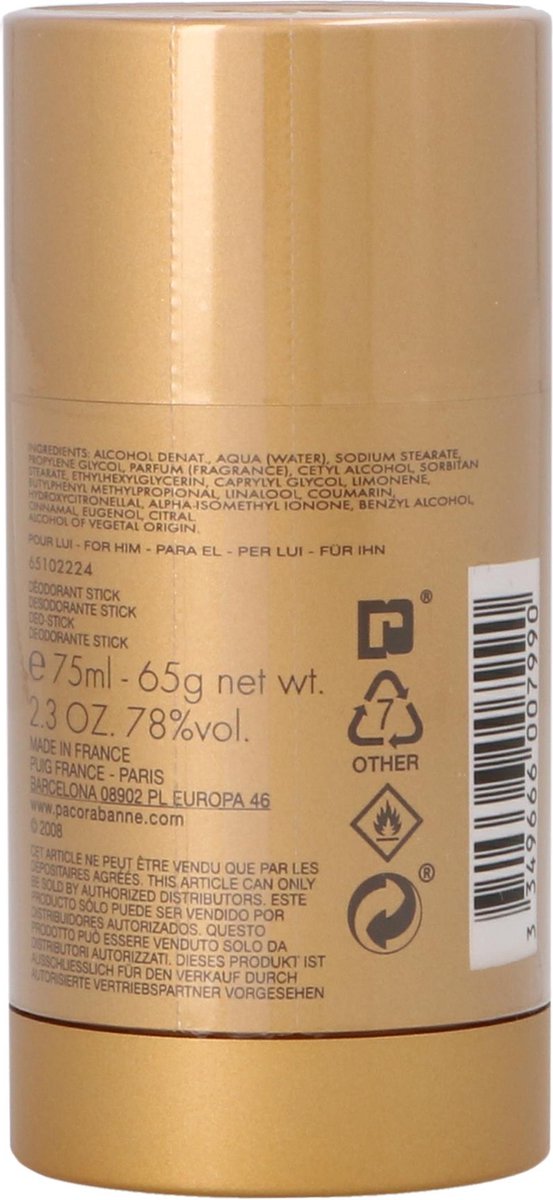 INGREDIENTS: ALCOHOL DENAT., AQUA (WATER), SODIUM STEARATE,
PROPYLENE GLYCOL, PARFUM (FRAGRANCE), CETYL ALCOHOL, SORBITAN
STEARATE, ETHYLHEXYLGLYCERIN, CAPRYLYL GLYCOL, LIMONENE,
BUTYLPHENYL METHYLPROPIONAL, LINALOOL, COUMARIN,
HYDROXYCITRONELLAL, ALPHA-ISOMETHYL IONONE, BENZYL ALCOHOL,
CINNAMAL, EUGENOL, CITRAL.
ALCOHOL OF VEGETAL ORIGIN.
POUR LUI - FOR HIM - PARA EL - PER LUI - FÜR IHN
65102224
DÉODORANT STICK
DESODORANTE STICK
DEO-STICK
DEODORANTE STICK
e 75ml - 65g net wt.
2.3 OZ. 78%vol.
MADE IN FRANCE
PUIG FRANCE - PARIS
BARCELONA 08902 PL EUROPA 46
www.pacorabanne.com
© 2008
CET ARTICLE NE PEUT ÊTRE VENDU QUE PAR LES
DEPOSITAIRES AGRÉÉS. THIS ARTICLE CAN ONLY
BE SOLD BY AUTHORIZED DISTRIBUTORS. ESTE
PRODUCTO SÓLO PUEDE SER VENDIDO POR
DISTRIBUIDORES AUTORIZADOS. QUESTO
PRODOTTO PUÒ ESSERE VENDUTO SOLO DA
DISTRIBUTORI AUTORIZZATI. DIESES PRODUKT IST
AUSSCHLIESSLICH FÜR DEN VERKAUF DURCH
AUTORISIERTE VERTRIEBSPARTNER VORGESEHEN
r ®
7
OTHER
®
3 349666 007990